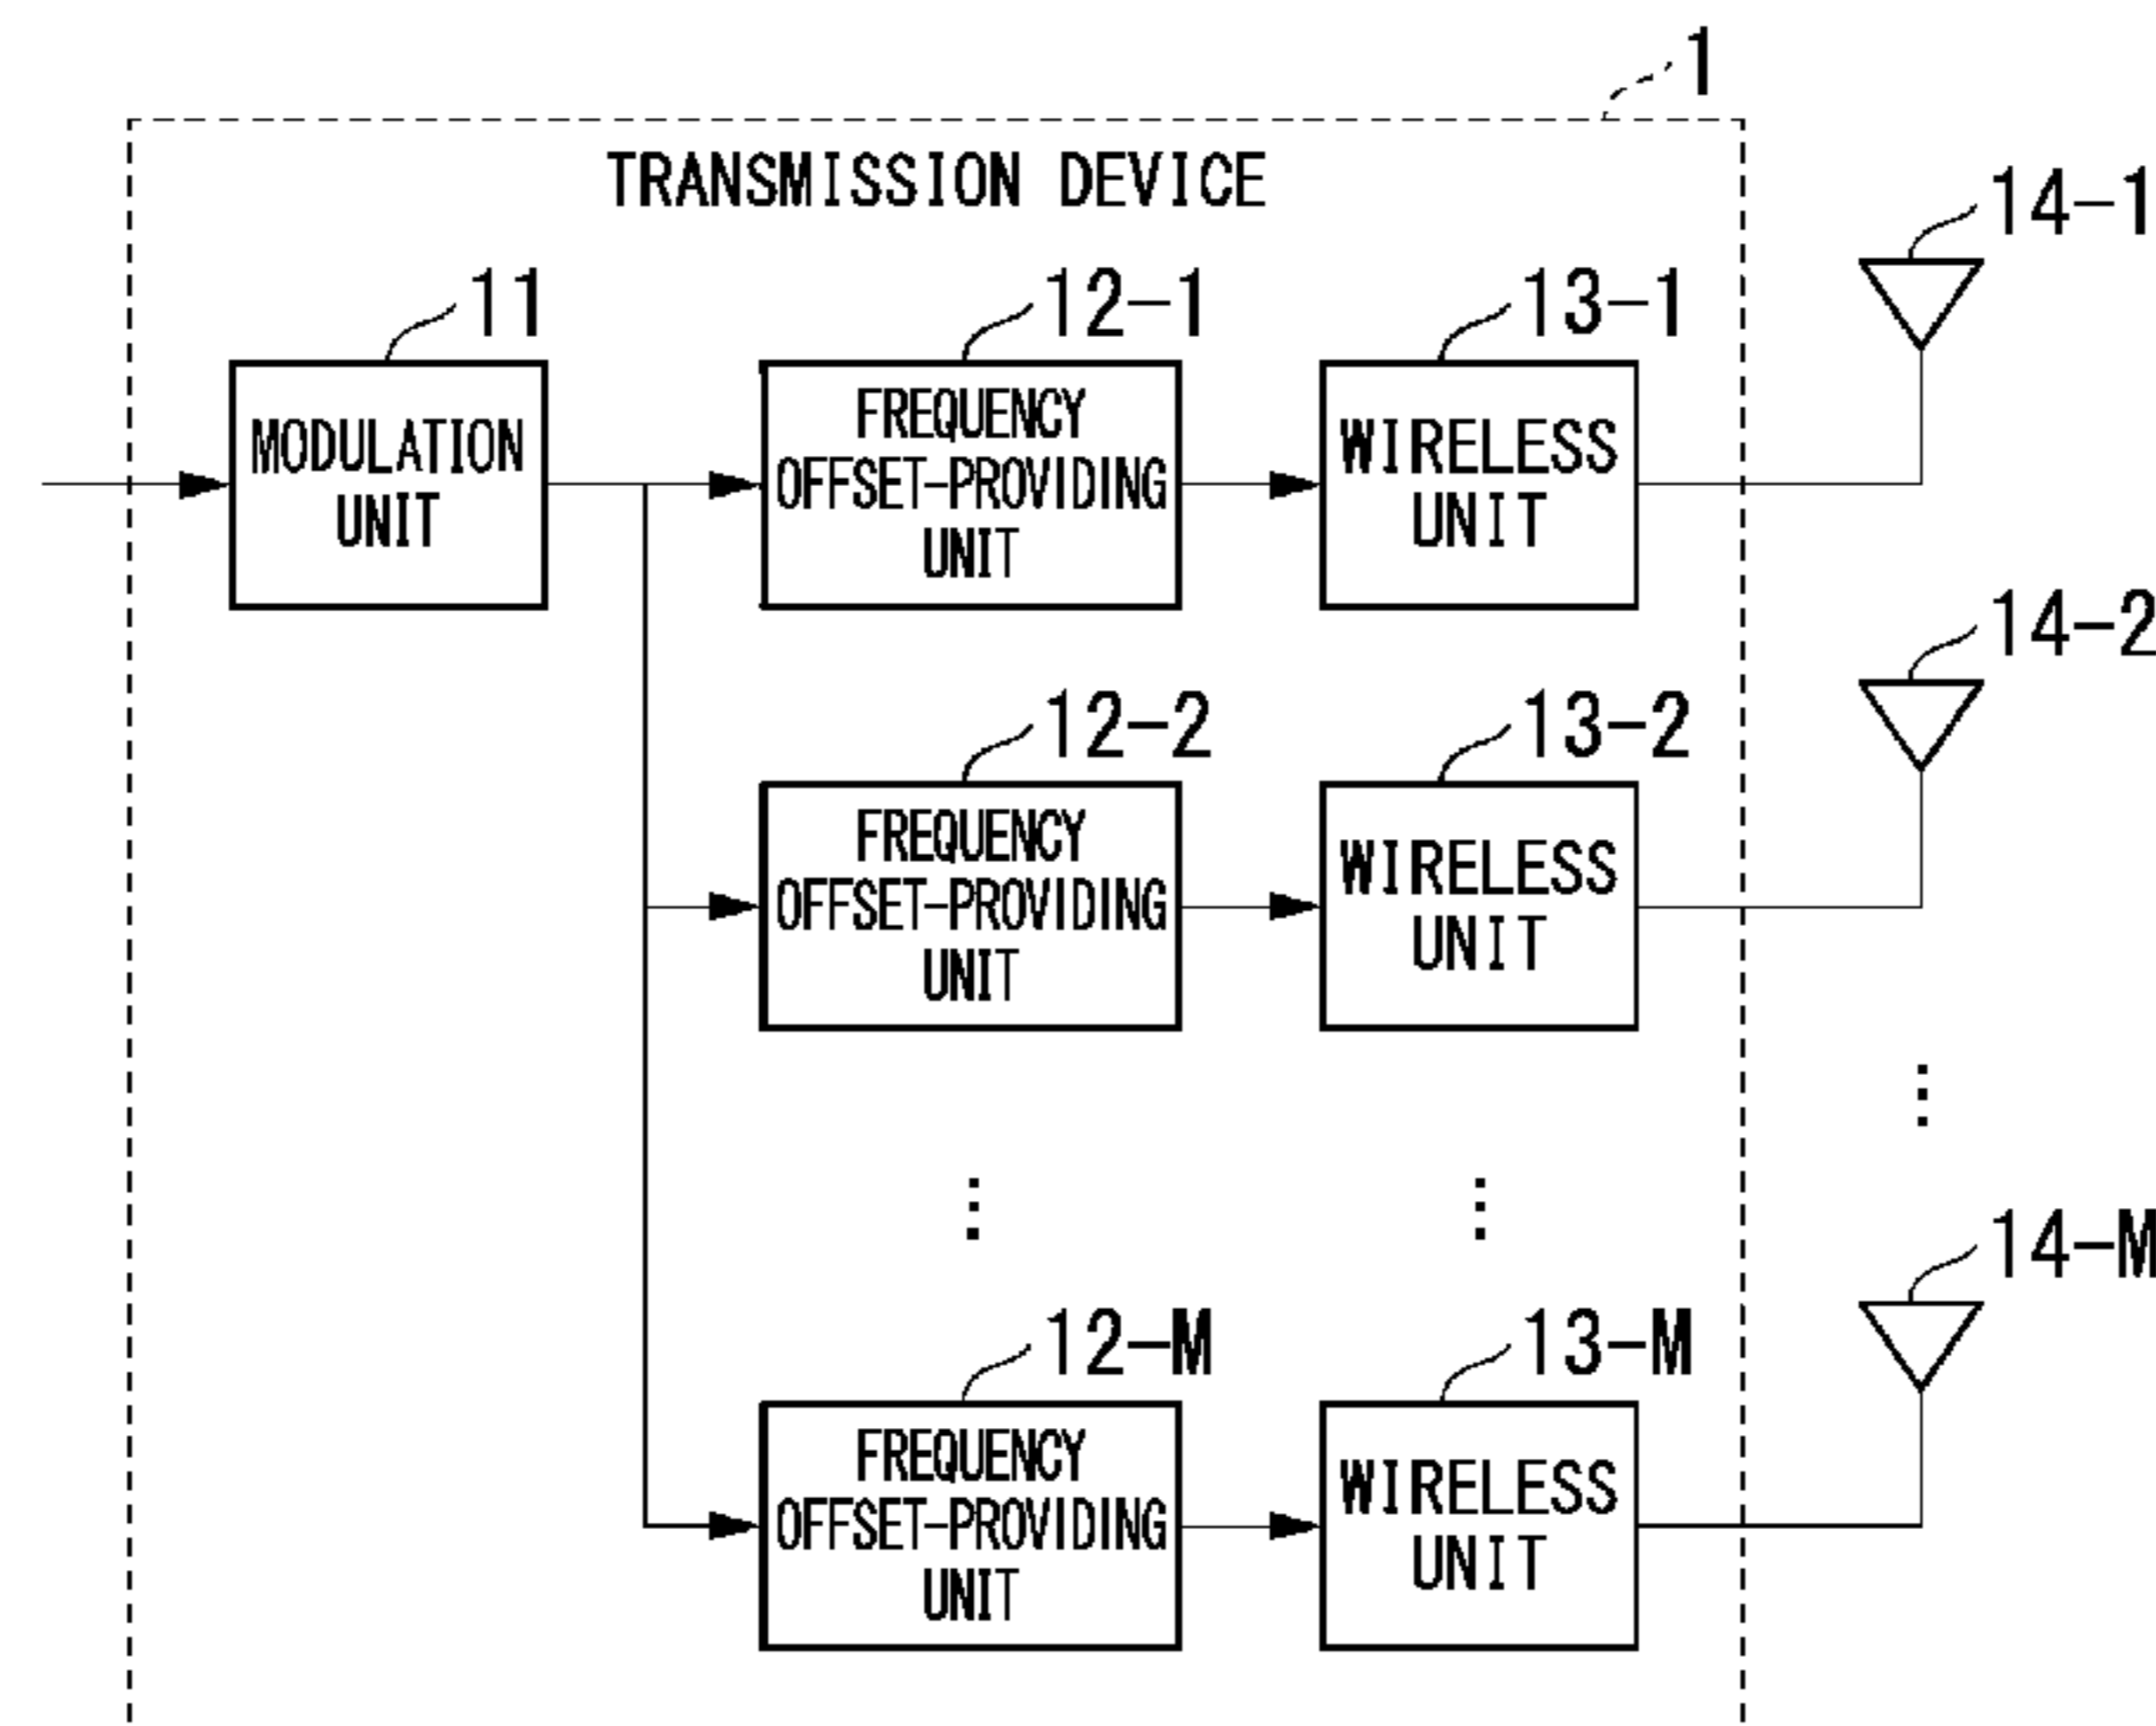 1
TRANSMISSION DEVICE
14-1
11
12-1
13-1
MODULATION
UNIT
FREQUENCY
OFFSET-PROVIDING
UNIT
WIRELESS
UNIT
14-2
12-2
13-2
FREQUENCY
OFFSET-PROVIDING
UNIT
WIRELESS
UNIT
14-M
12-M
13-M
FREQUENCY
OFFSET-PROVIDING
UNIT
WIRELESS
UNIT